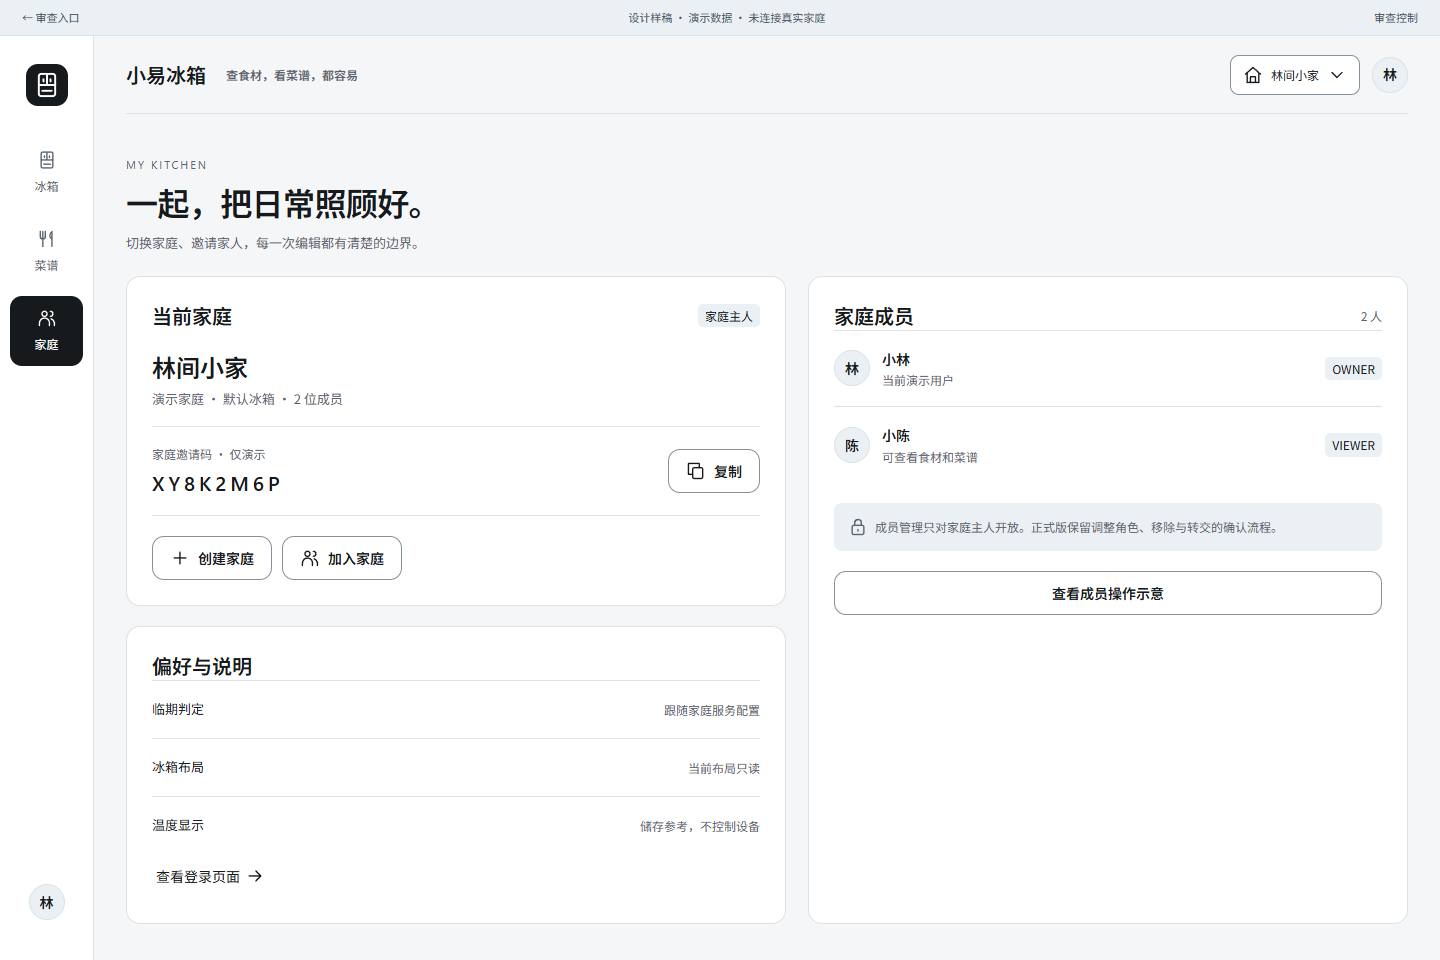 ← 审查入口
设计样稿 · 演示数据 · 未连接真实家庭
审查控制
小易冰箱
查食材，看菜谱，都容易
林间小家
林
冰箱
菜谱
家庭
林
MY KITCHEN
一起，把日常照顾好。
切换家庭、邀请家人，每一次编辑都有清楚的边界。
当前家庭
家庭主人
林间小家
演示家庭 · 默认冰箱 · 2 位成员
家庭邀请码 · 仅演示
XY8K2M6P
复制
创建家庭
加入家庭
偏好与说明
临期判定
跟随家庭服务配置
冰箱布局
当前布局只读
温度显示
储存参考，不控制设备
查看登录页面 →
家庭成员
2 人
林
小林
当前演示用户
OWNER
陈
小陈
可查看食材和菜谱
VIEWER
成员管理只对家庭主人开放。正式版保留调整角色、移除与转交的确认流程。
查看成员操作示意